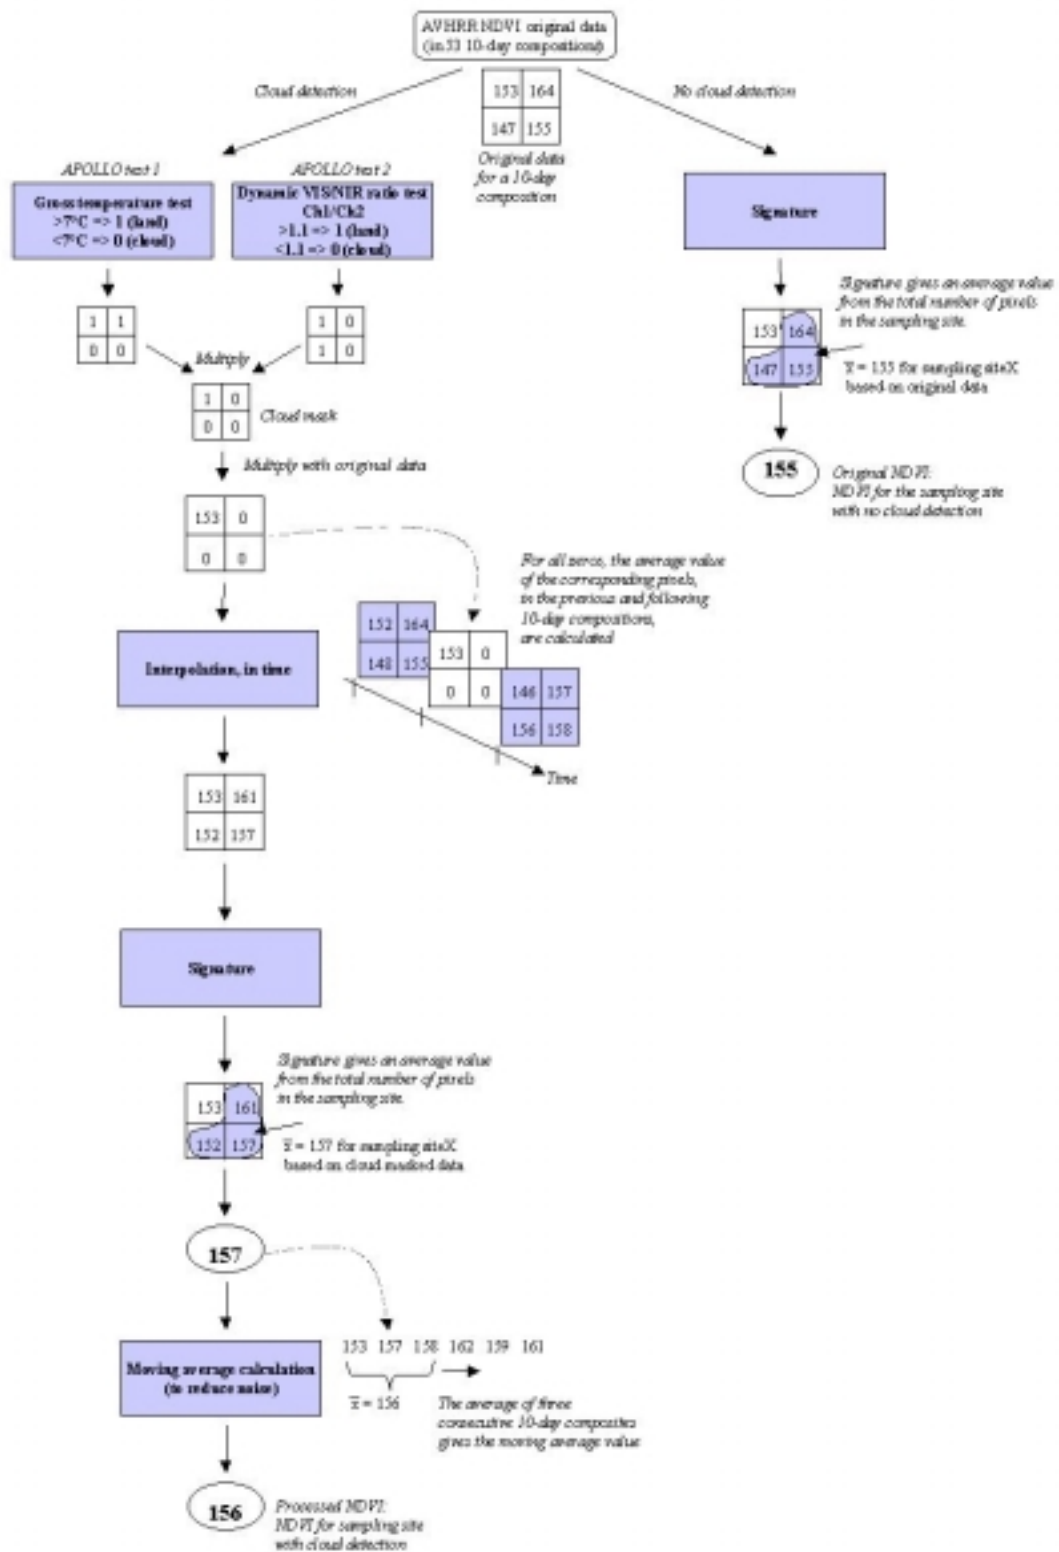 AVHRR NDVI original data
(in 53 10-day compositions)
Cloud detection
No cloud detection
153 164
147 155
Original data
for a 10-day
composition
APOLLO test 1
Gross temperature test
>7°C => 1 (land)
<7°C => 0 (cloud)
APOLLO test 2
Dynamic VIS/NIR ratio test
Ch1/Ch2
>1.1 => 1 (land)
<1.1 => 0 (cloud)
Signature
1 1
0 0
1 0
1 0
Multiply
1 0
0 0
Cloud mask
Multiply with original data
Signature gives an average value
from the total number of pixels
in the sampling site.
153 164
147 155
x̅ = 155 for sampling siteX
based on original data
155
Original NDVI:
NDVI for the sampling site
with no cloud detection
153 0
0 0
For all zeros, the average value
of the corresponding pixels,
in the previous and following
10-day compositions,
are calculated
Interpolation, in time
152 164
148 155
153 0
0 0
146 157
156 158
Time
153 161
152 157
Signature
Signature gives an average value
from the total number of pixels
in the sampling site.
153 161
152 157
x̅ = 157 for sampling siteX
based on cloud masked data
157
Moving average calculation
(to reduce noise)
153 157 158 162 159 161
x̅ = 156
The average of three
consecutive 10-day composites
gives the moving average value
156
Processed NDVI:
NDVI for sampling site
with cloud detection